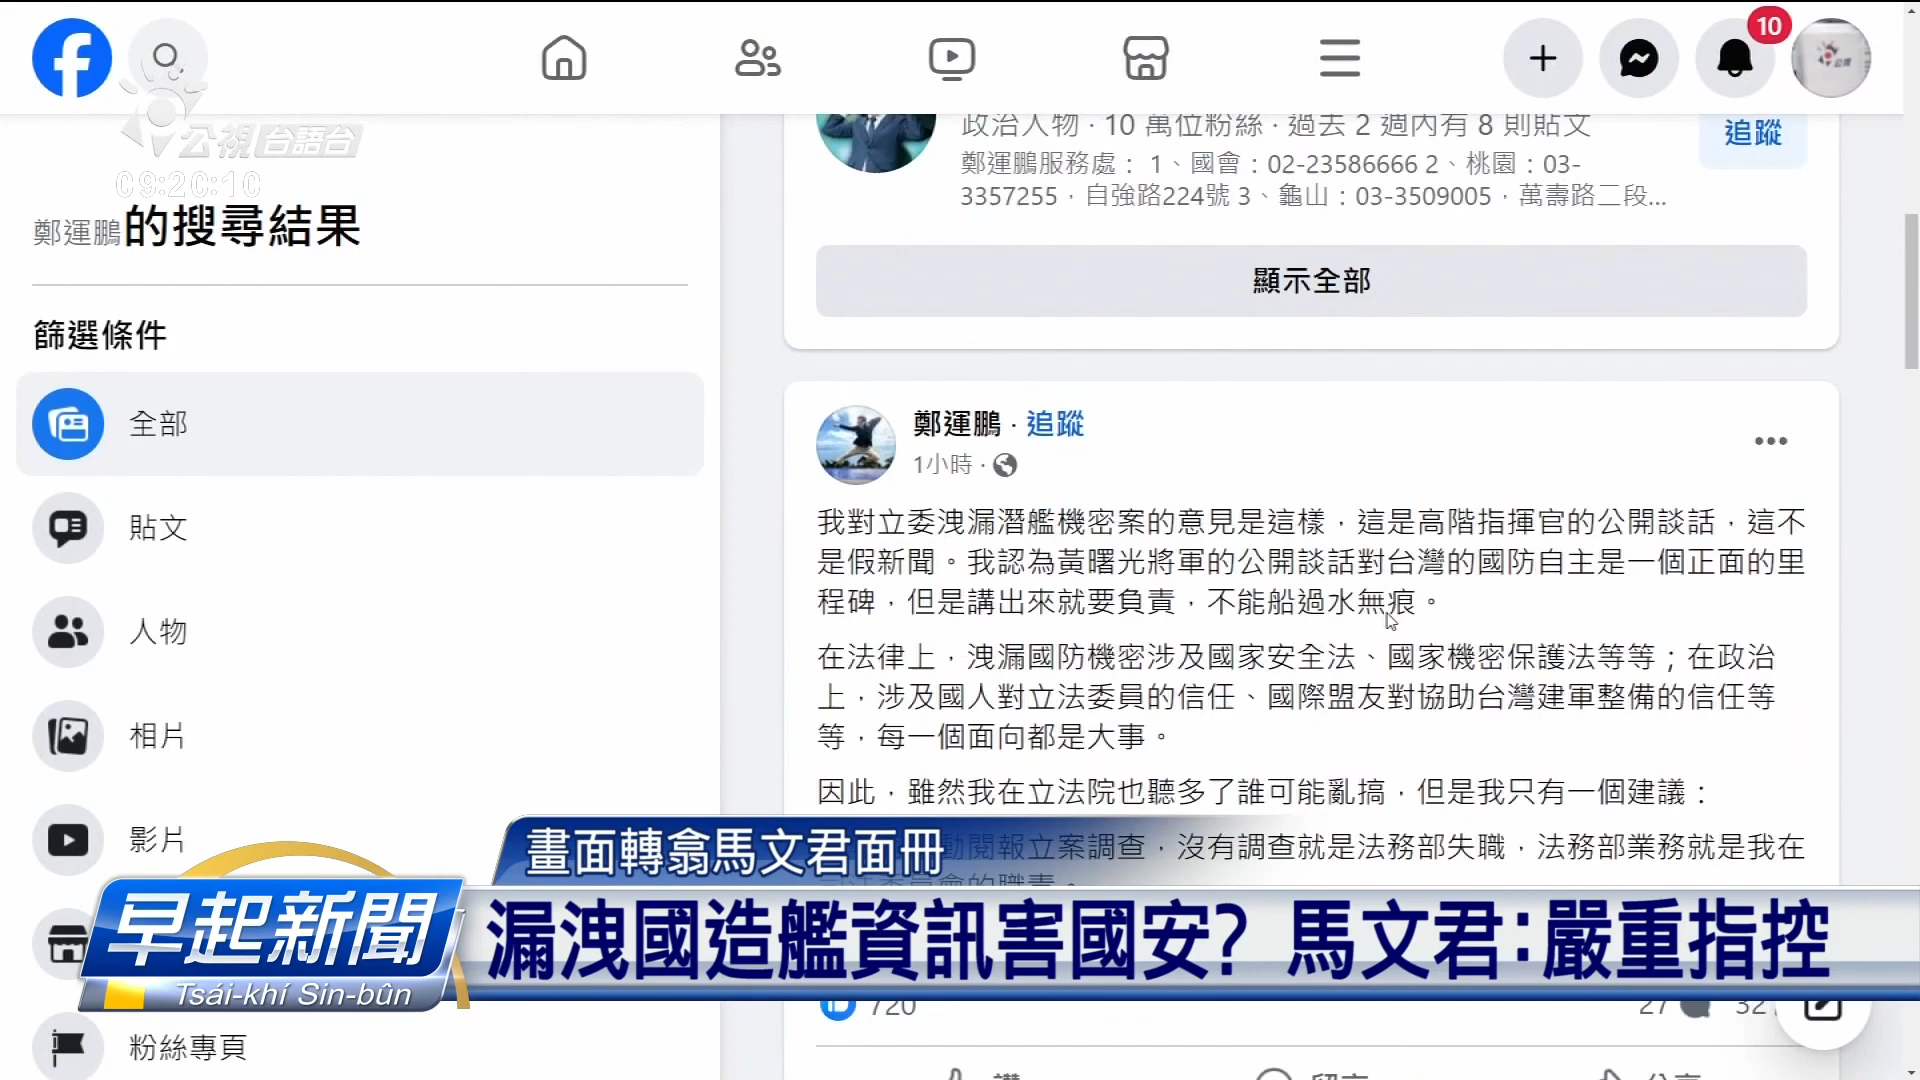 10
公視台語台
09:20:10
鄭運鵬的搜尋結果
篩選條件
全部
貼文
人物
相片
影片
粉絲專頁
政治人物 · 10 萬位粉絲 · 過去 2 週內有 8 則貼文
鄭運鵬服務處： 1、國會：02-23586666 2、桃園：03-
3357255，自強路224號 3、龜山：03-3509005，萬壽路二段...
追蹤
顯示全部
鄭運鵬 · 追蹤
1小時 ·
我對立委洩漏潛艦機密案的意見是這樣，這是高階指揮官的公開談話，這不
是假新聞。我認為黃曙光將軍的公開談話對台灣的國防自主是一個正面的里
程碑，但是講出來就要負責，不能船過水無痕。
在法律上，洩漏國防機密涉及國家安全法、國家機密保護法等等；在政治
上，涉及國人對立法委員的信任、國際盟友對協助台灣建軍整備的信任等
等，每一個面向都是大事。
因此，雖然我在立法院也聽多了誰可能亂搞，但是我只有一個建議：
動閱報立案調查，沒有調查就是法務部失職，法務部業務就是我在
畫面轉翕馬文君面冊
早起新聞
Tsái-khí Sin-bûn
漏洩國造艦資訊害國安? 馬文君:嚴重指控
720
27
讚
留言
分享